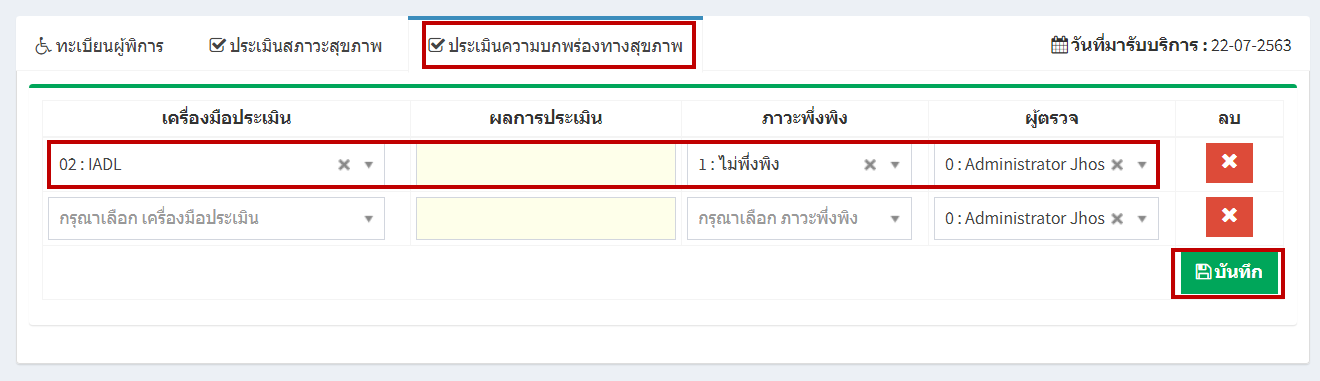 ทะเบียนผู้พิการ ประเมินสภาวะสุขภาพ ประเมินความบกพร่องทางสุขภาพ วันที่มารับบริการ : 22-07-2563
เครื่องมือประเมิน ผลการประเมิน ภาวะพึ่งพิง ผู้ตรวจ ลบ
02 : IADL 1 : ไม่พึ่งพิง 0 : Administrator Jhos
กรุณาเลือก เครื่องมือประเมิน กรุณาเลือก ภาวะพึ่งพิง 0 : Administrator Jhos
บันทึก